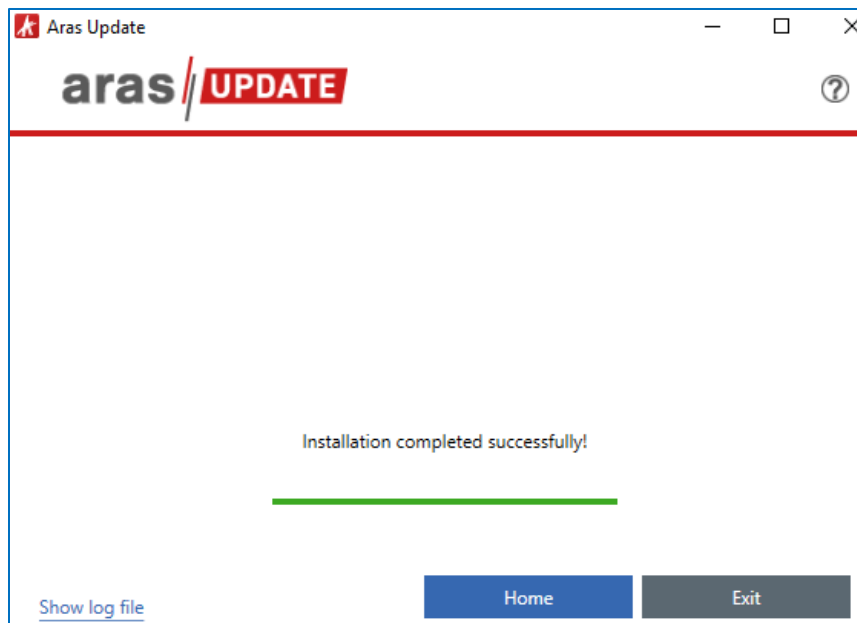 Aras Update
aras UPDATE
?
Installation completed successfully!
Show log file
Home
Exit